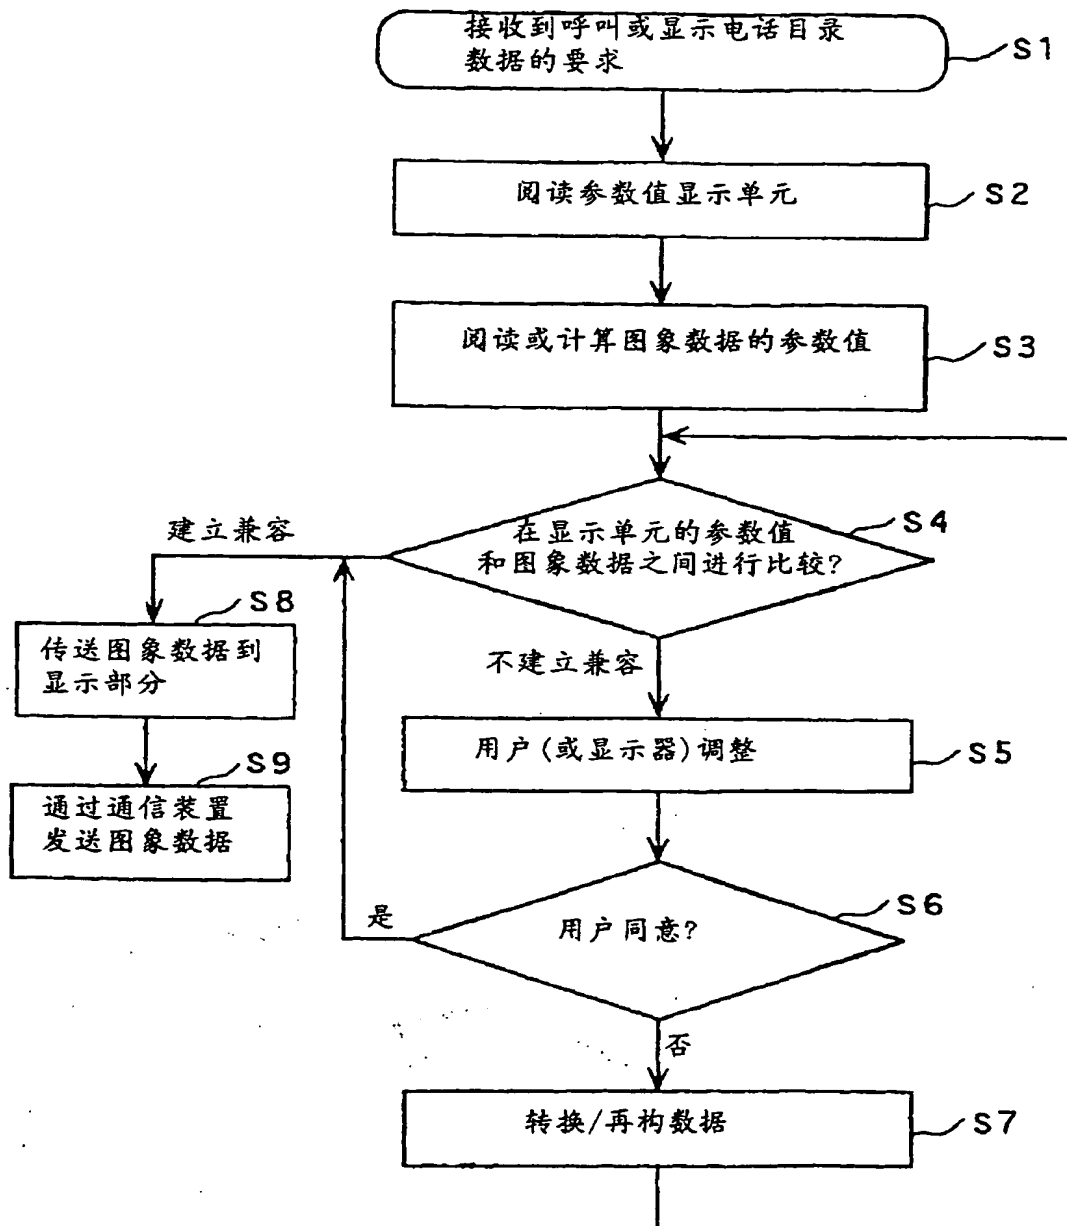 接收到呼叫或显示电话目录
数据的要求
S1
阅读参数值显示单元
S2
阅读或计算图象数据的参数值
S3
在显示单元的参数值
和图象数据之间进行比较?
S4
建立兼容
S8
传送图象数据到
显示部分
不建立兼容
用户(或显示器)调整
S5
S9
通过通信装置
发送图象数据
用户同意?
S6
是
否
转换/再构数据
S7